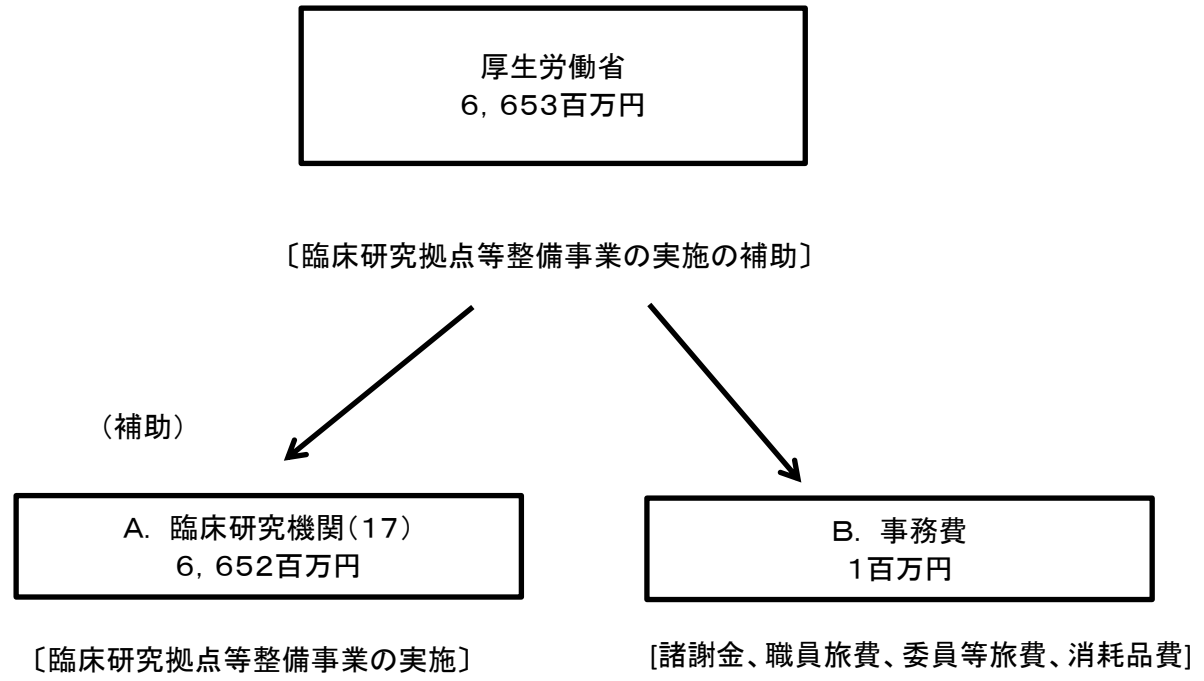 厚生労働省
6，653百万円
〔臨床研究拠点等整備事業の実施の補助〕
（補助）
A．臨床研究機関（17）
6，652百万円
B．事務費
1百万円
〔臨床研究拠点等整備事業の実施〕
[諸謝金、職員旅費、委員等旅費、消耗品費]